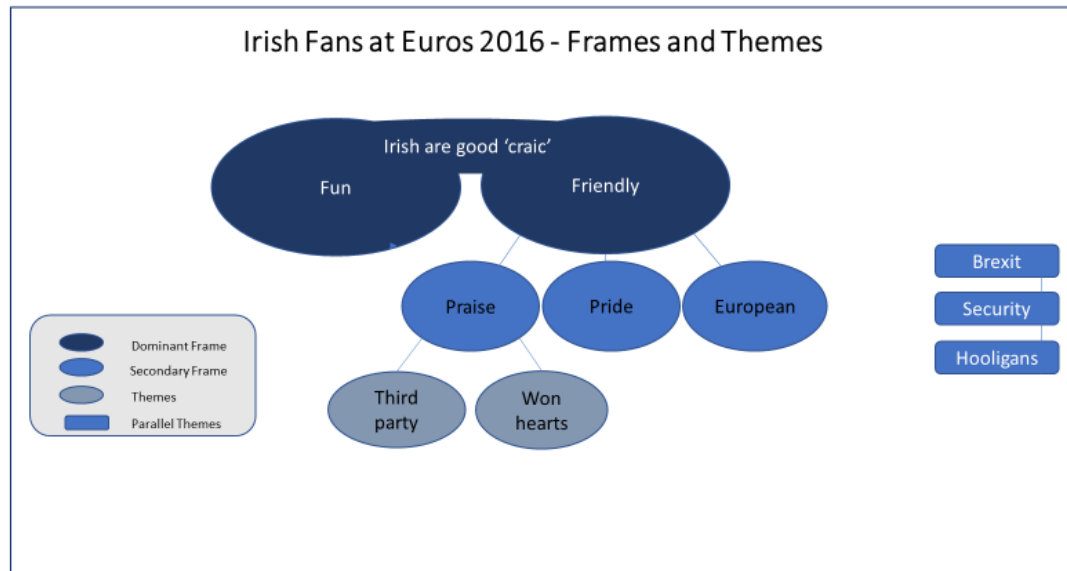 Irish Fans at Euros 2016 - Frames and Themes
Irish are good ‘craic’
Fun
Friendly
Praise
Pride
European
Third
party
Won
hearts
Brexit
Security
Hooligans
Dominant Frame
Secondary Frame
Themes
Parallel Themes